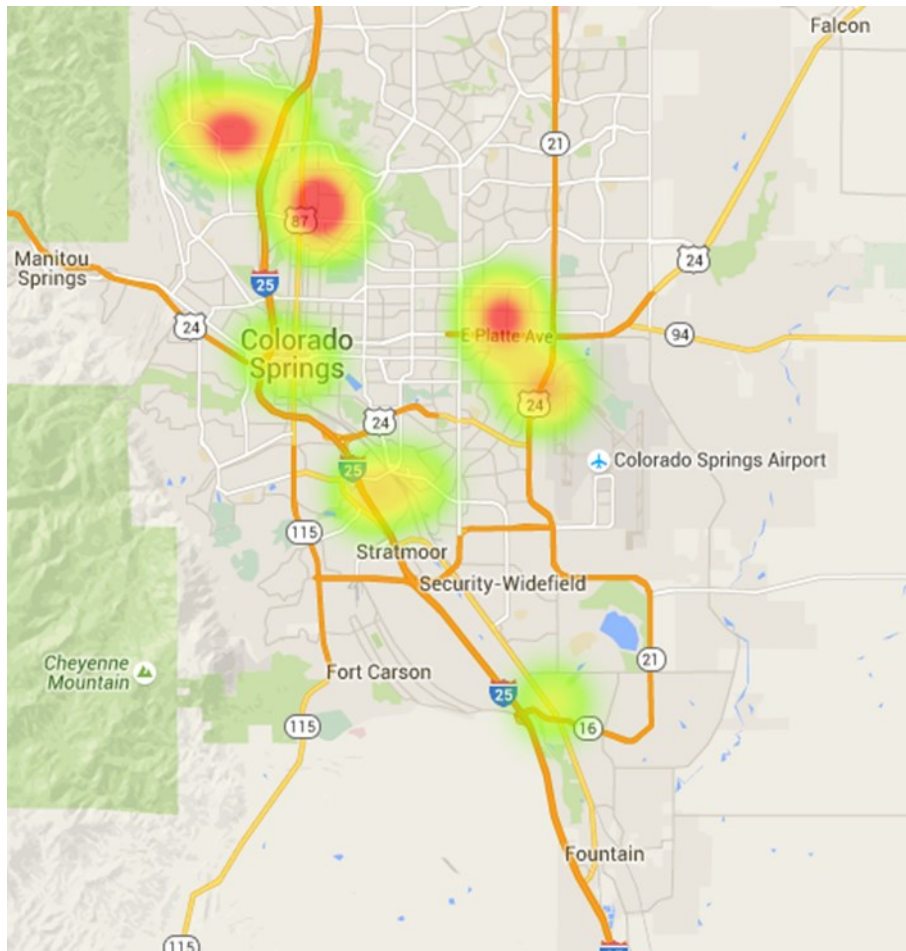 Falcon
21
87
24
Manitou
Springs
25
24
E Platte Ave
94
Colorado
Springs
24
24
25
Colorado Springs Airport
115
Stratmoor
Security-Widefield
Cheyenne
Mountain
Fort Carson
21
25
16
115
Fountain
115